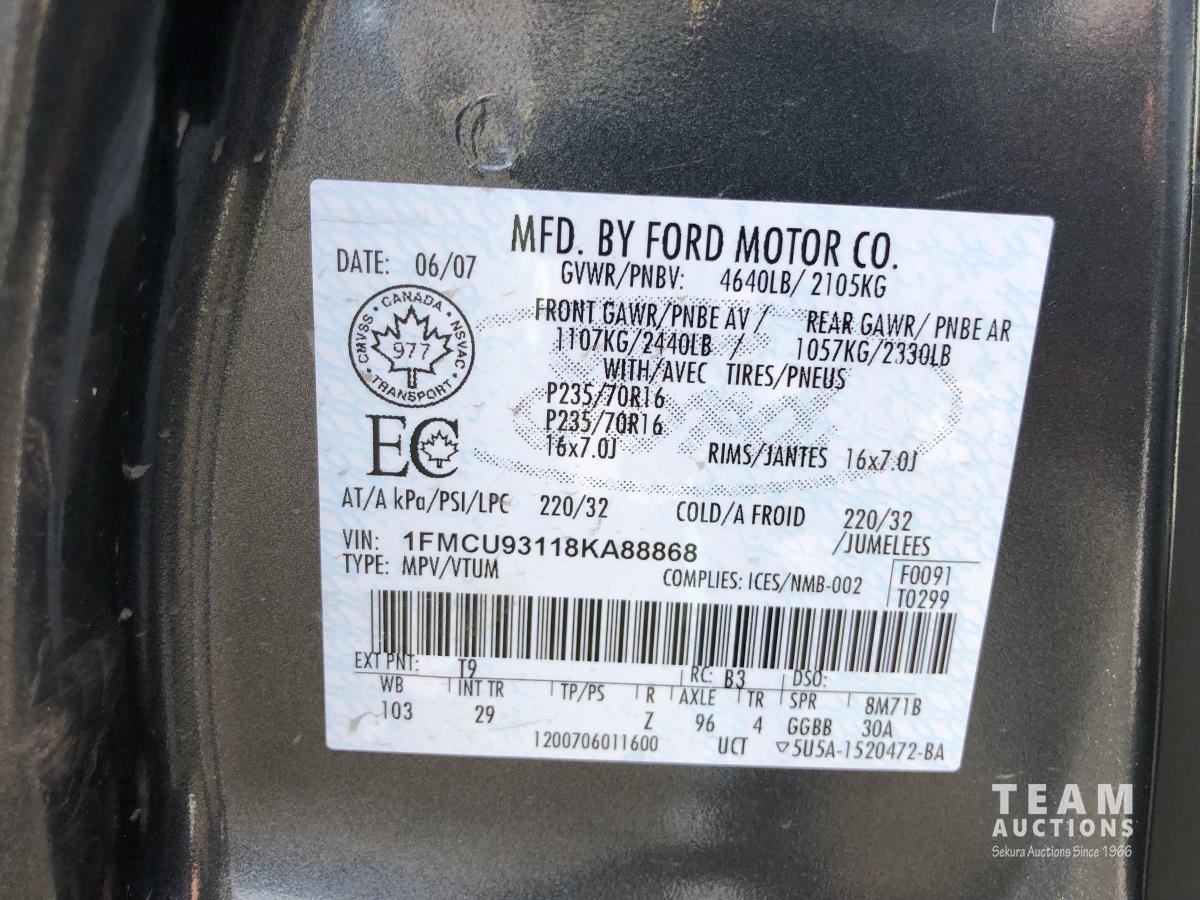 MFD. BY FORD MOTOR CO.
DATE: 06/07
GVWR/PNBV: 4640LB/ 2105KG
FRONT GAWR/PNBE AV / REAR GAWR/ PNBE AR
1107KG/2440LB / 1057KG/2330LB
WITH/AVEC TIRES/PNEUS
P235/70R16
P235/70R16
16x7.0J RIMS/JANTES 16x7.0J
CANADA
CMVSS NSVAC
977
TRANSPORT
EC
AT/A kPa/PSI/LPC 220/32 COLD/A FROID 220/32
/JUMELEES
VIN: 1FMCU93118KA88868
TYPE: MPV/VTUM COMPLIES: ICES/NMB-002
F0091
T0299
EXT PNT: T9 RC: B3 DSO:
WB INT TR TP/PS R AXLE TR SPR 8M71B
103 29 Z 96 4 GGBB 30A
1200706011600 UCT ▽5U5A-1520472-BA
TEAM
AUCTIONS
Sekura Auctions Since 1966